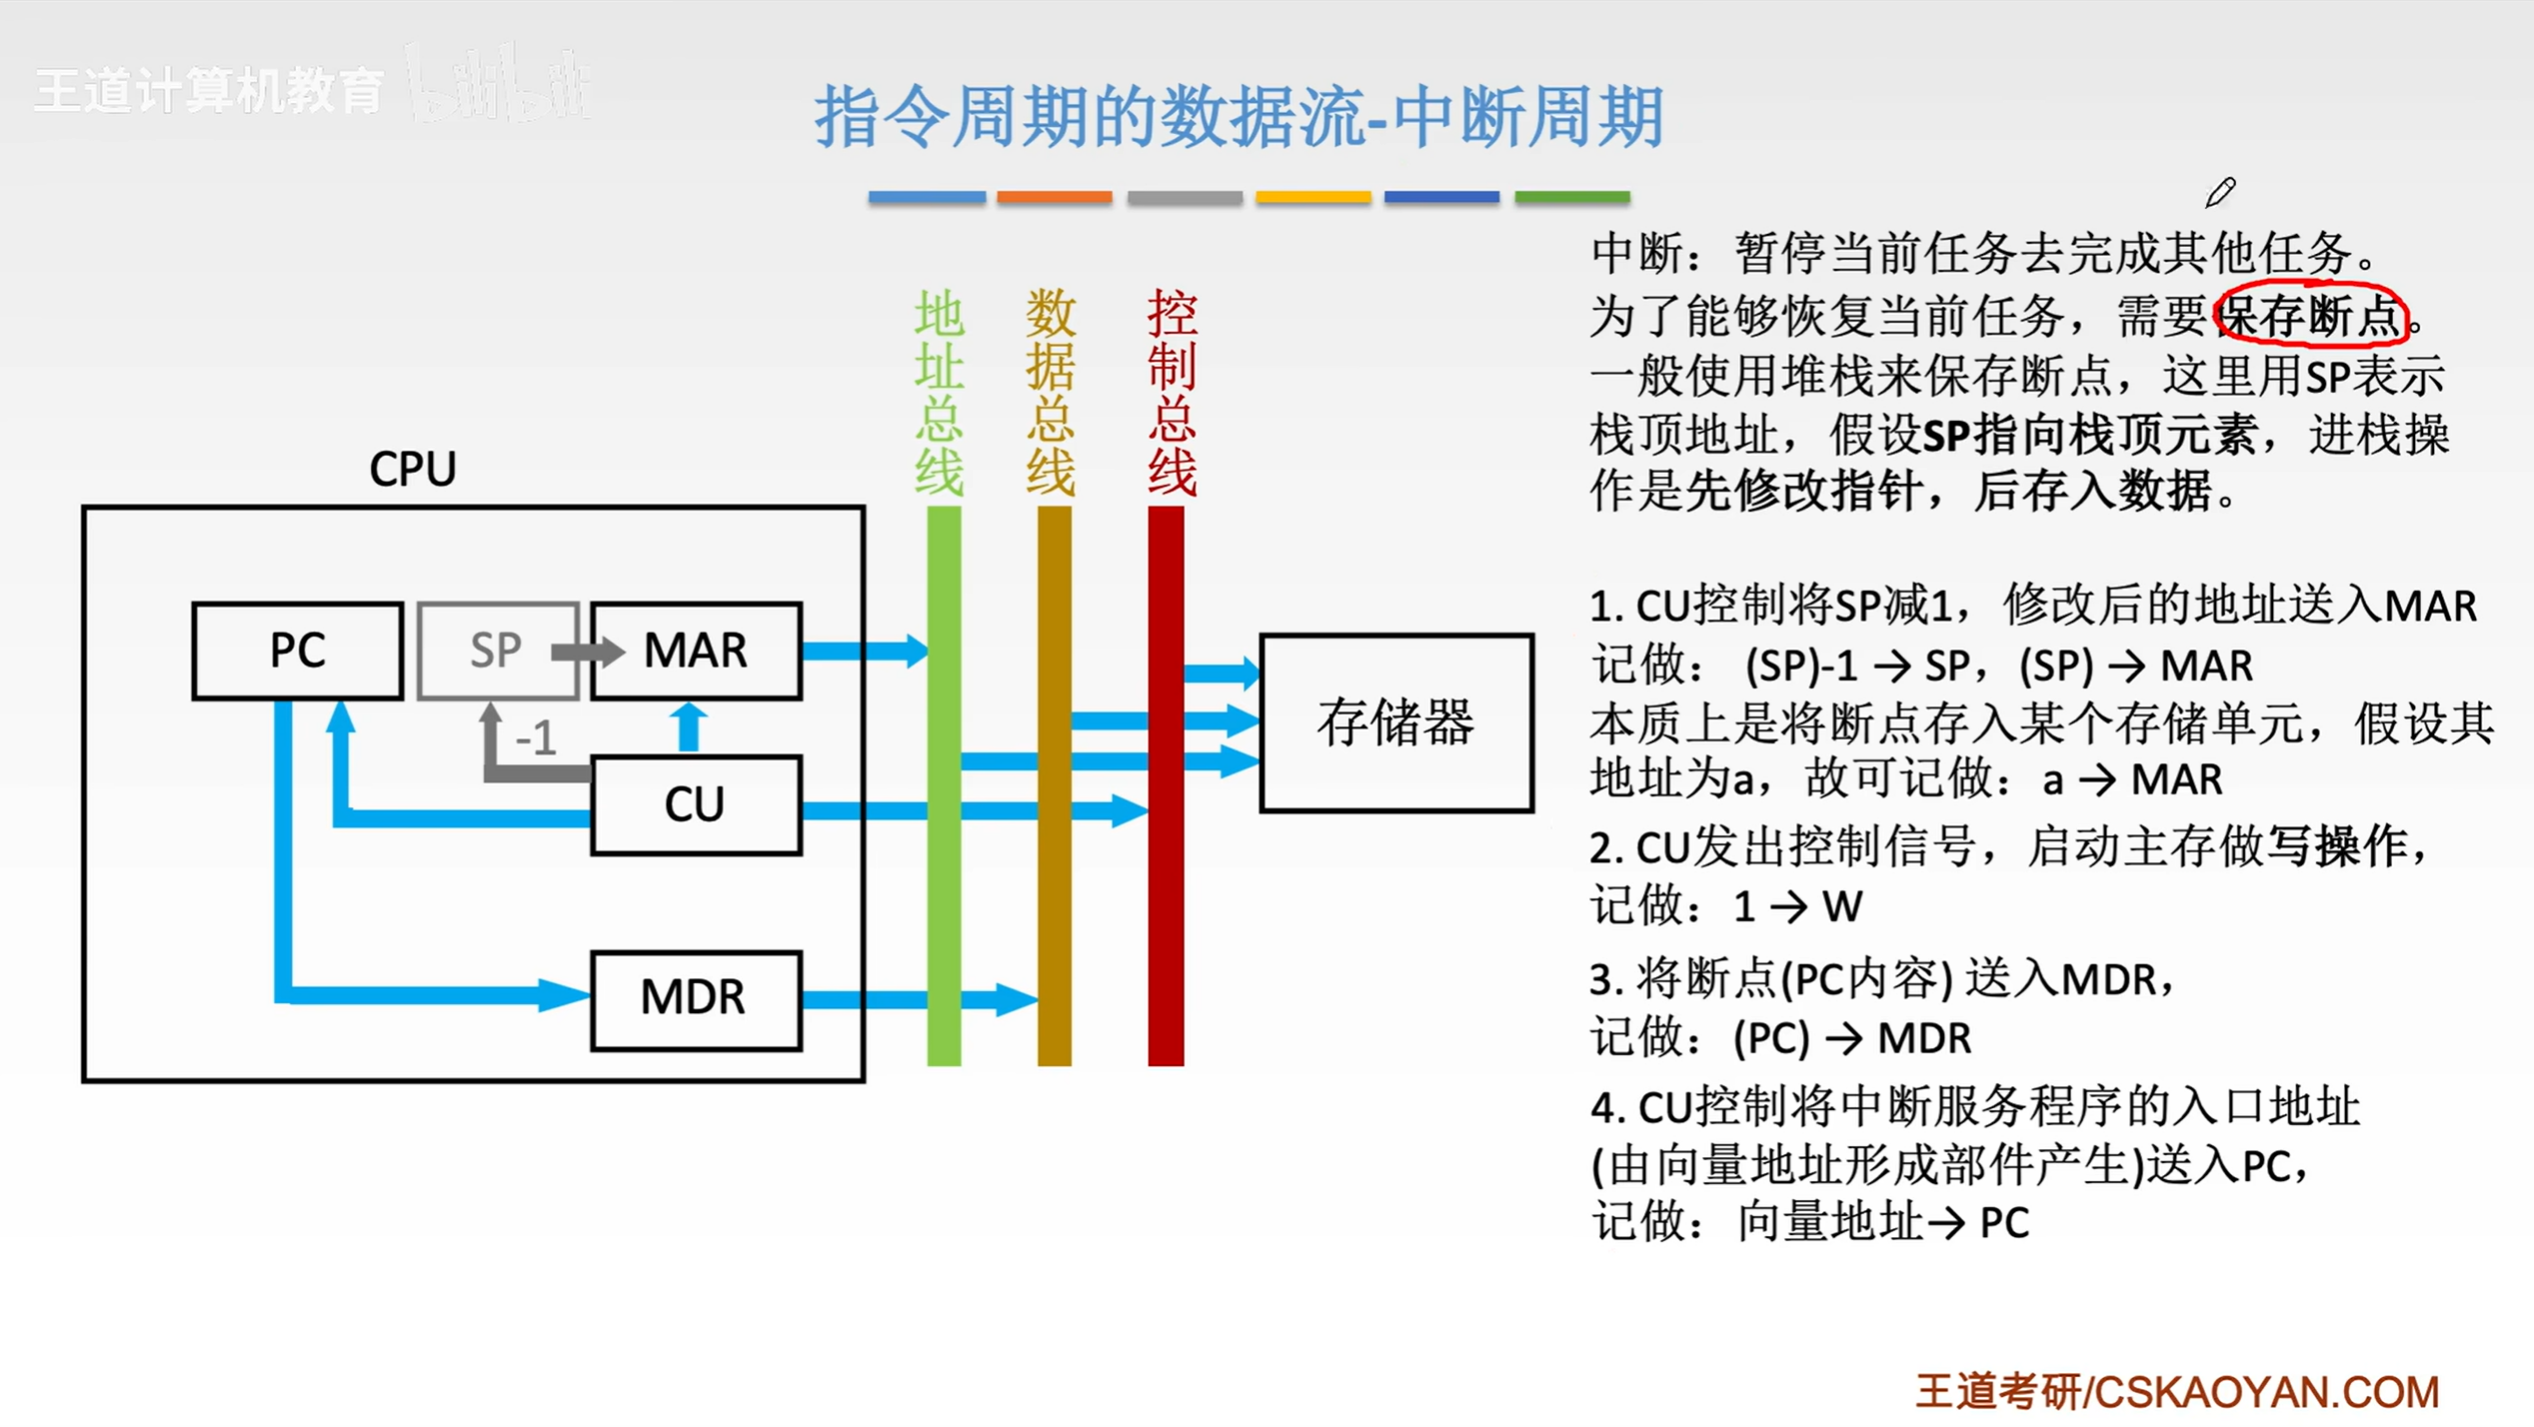 王道计算机教育 bilibili
指令周期的数据流-中断周期
中断：暂停当前任务去完成其他任务。
为了能够恢复当前任务，需要保存断点。
一般使用堆栈来保存断点，这里用SP表示
栈顶地址，假设SP指向栈顶元素，进栈操
作是先修改指针，后存入数据。
1. CU控制将SP减1，修改后的地址送入MAR
记做： (SP)-1 → SP，(SP) → MAR
本质上是将断点存入某个存储单元，假设其
地址为a，故可记做：a → MAR
2. CU发出控制信号，启动主存做写操作，
记做：1 → W
3. 将断点(PC内容) 送入MDR，
记做：(PC) → MDR
4. CU控制将中断服务程序的入口地址
(由向量地址形成部件产生)送入PC，
记做：向量地址→ PC
地址总线
数据总线
控制总线
CPU
PC
SP
MAR
-1
CU
MDR
存储器
王道考研/CSKAOYAN.COM